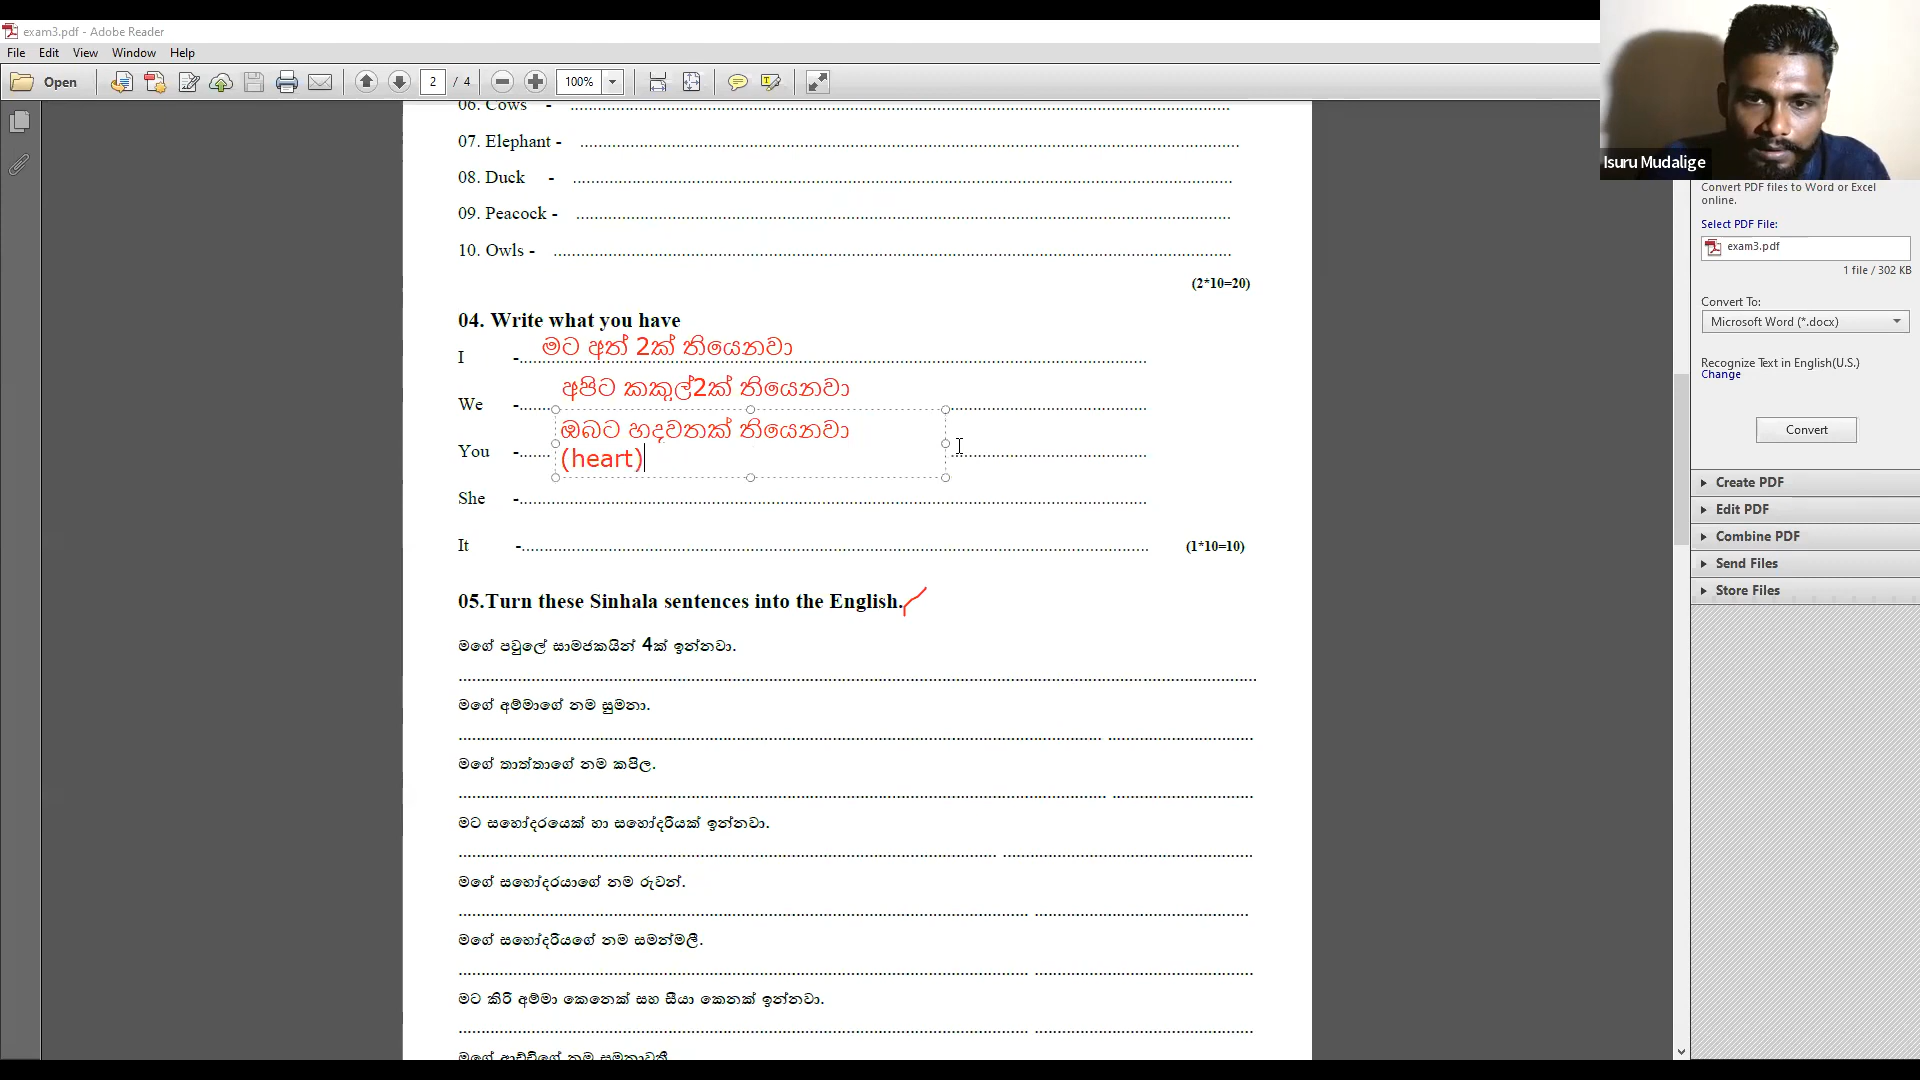 exam3.pdf - Adobe Reader
File Edit View Window Help
Open 2 / 4 100%
06. Cows - ........................................
07. Elephant - ........................................
08. Duck - ........................................
09. Peacock - ........................................
10. Owls - ........................................
(2*10=20)
04. Write what you have
මට අත් 2ක් තියෙනවා
I -........................................
අපිට කකුල්2ක් තියෙනවා
We -........................................
ඔබට හදවතක් තියෙනවා
You -........................................
(heart)
She -........................................
It -........................................ (1*10=10)
05.Turn these Sinhala sentences into the English.
මගේ පවුලේ සාමජකයින් 4ක් ඉන්නවා.
........................................
මගේ අම්මාගේ නම සුමනා.
........................................
මගේ තාත්තාගේ නම කපිල.
........................................
මට සහෝදරයෙක් හා සහෝදරියක් ඉන්නවා.
........................................
මගේ සහෝදරයාගේ නම රුවන්.
........................................
මගේ සහෝදරියගේ නම සමන්මලී.
........................................
මට කිරි අම්මා කෙනෙක් සහ සීයා කෙනක් ඉන්නවා.
........................................
Isuru Mudalige
Convert PDF files to Word or Excel
online.
Select PDF File:
exam3.pdf
1 file / 302 KB
Convert To:
Microsoft Word (*.docx)
Recognize Text in English(U.S.)
Change
Convert
Create PDF
Edit PDF
Combine PDF
Send Files
Store Files